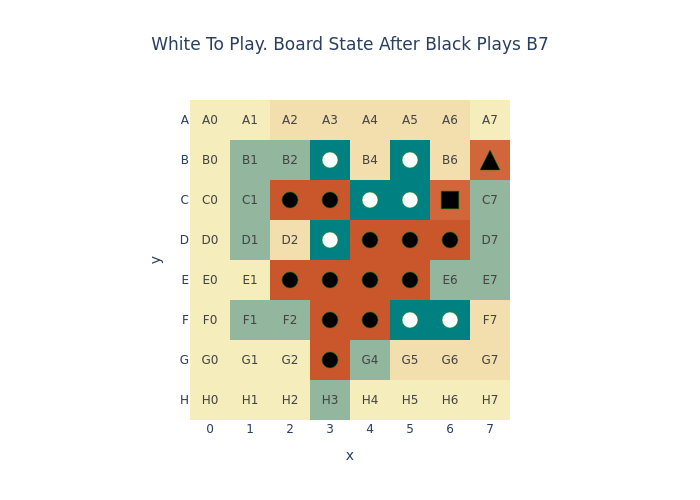 White To Play. Board State After Black Plays B7
A A0 A1 A2 A3 A4 A5 A6 A7
B B0 B1 B2 B4 B6
C C0 C1 C7
D D0 D1 D2 D7
E E0 E1 E6 E7
F F0 F1 F2 F7
G G0 G1 G2 G4 G5 G6 G7
H H0 H1 H2 H3 H4 H5 H6 H7
0 1 2 3 4 5 6 7
x
y